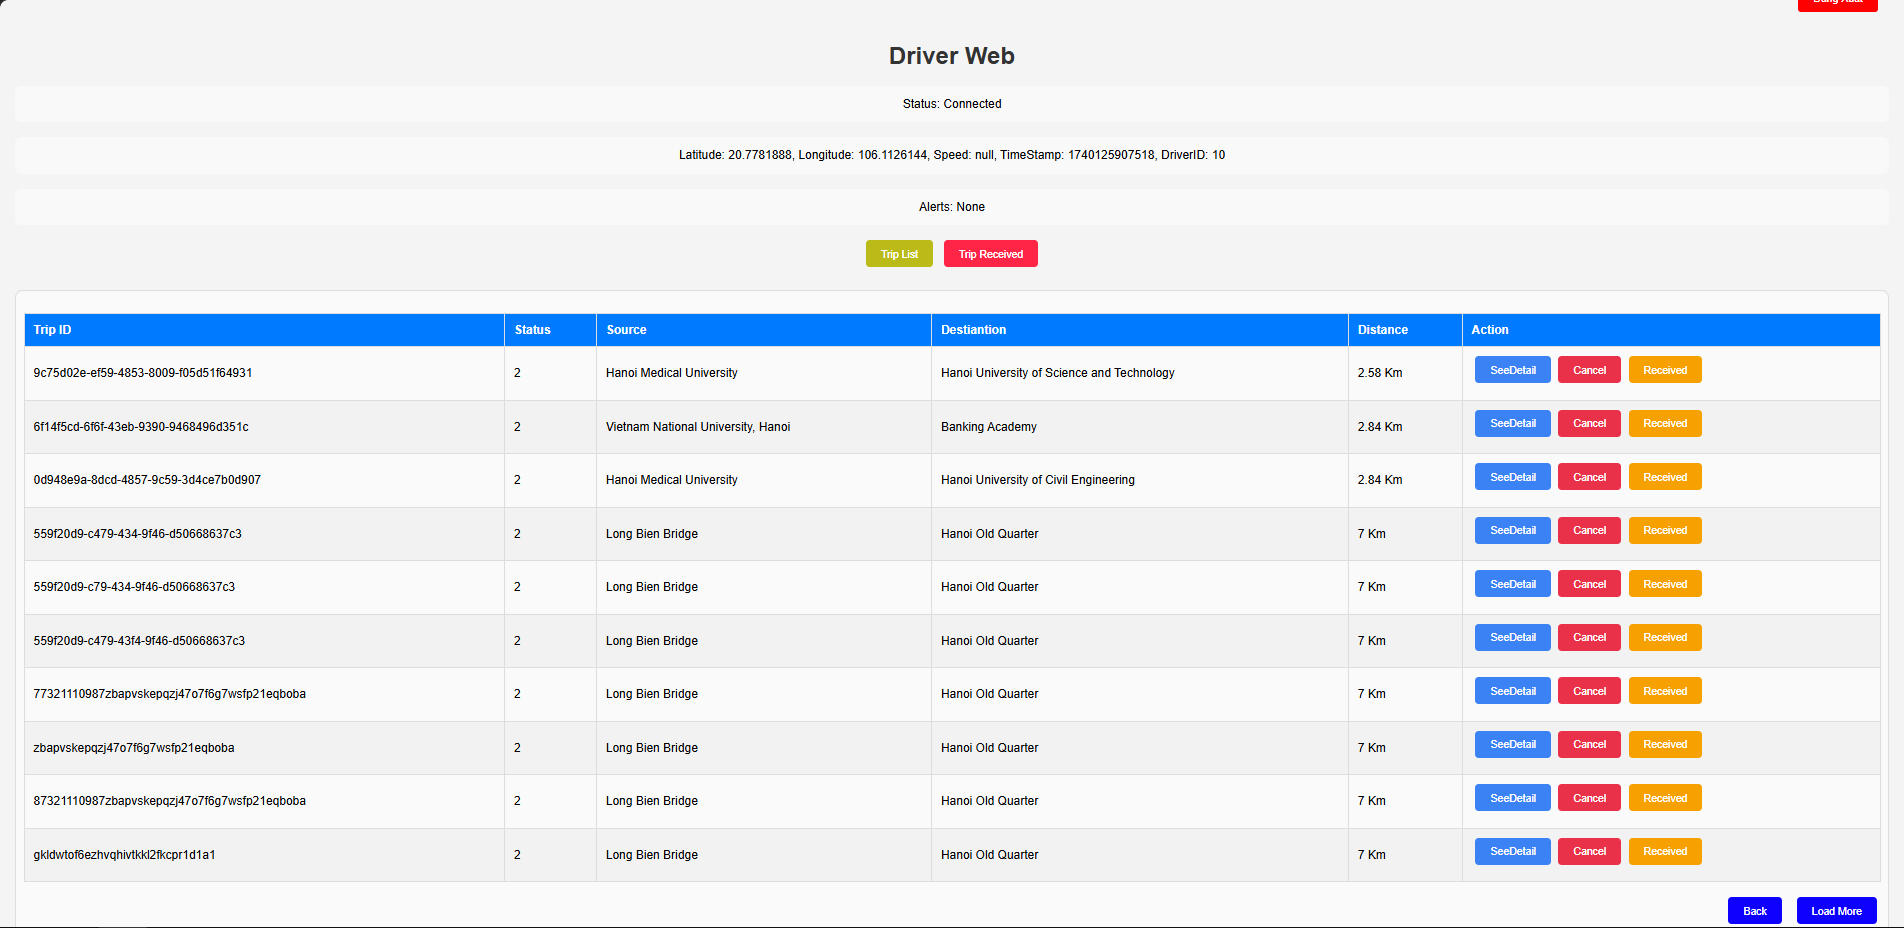 Driver Web
Status: Connected
Latitude: 20.7781888, Longitude: 106.1126144, Speed: null, TimeStamp: 1740125907518, DriverID: 10
Alerts: None
Trip List Trip Received
Trip ID Status Source Destiantion Distance Action
9c75d02e-ef59-4853-8009-f05d51f64931 2 Hanoi Medical University Hanoi University of Science and Technology 2.58 Km SeeDetail Cancel Received
6f14f5cd-6f6f-43eb-9390-9468496d351c 2 Vietnam National University, Hanoi Banking Academy 2.84 Km SeeDetail Cancel Received
0d948e9a-8dcd-4857-9c59-3d4ce7b0d907 2 Hanoi Medical University Hanoi University of Civil Engineering 2.84 Km SeeDetail Cancel Received
559f20d9-c479-434-9f46-d50668637c3 2 Long Bien Bridge Hanoi Old Quarter 7 Km SeeDetail Cancel Received
559f20d9-c79-434-9f46-d50668637c3 2 Long Bien Bridge Hanoi Old Quarter 7 Km SeeDetail Cancel Received
559f20d9-c479-43f4-9f46-d50668637c3 2 Long Bien Bridge Hanoi Old Quarter 7 Km SeeDetail Cancel Received
77321110987zbapvskepqzj47o7f6g7wsfp21eqboba 2 Long Bien Bridge Hanoi Old Quarter 7 Km SeeDetail Cancel Received
zbapvskepqzj47o7f6g7wsfp21eqboba 2 Long Bien Bridge Hanoi Old Quarter 7 Km SeeDetail Cancel Received
87321110987zbapvskepqzj47o7f6g7wsfp21eqboba 2 Long Bien Bridge Hanoi Old Quarter 7 Km SeeDetail Cancel Received
gkldwtof6ezhvqhivtkkl2fkcpr1d1a1 2 Long Bien Bridge Hanoi Old Quarter 7 Km SeeDetail Cancel Received
Back Load More